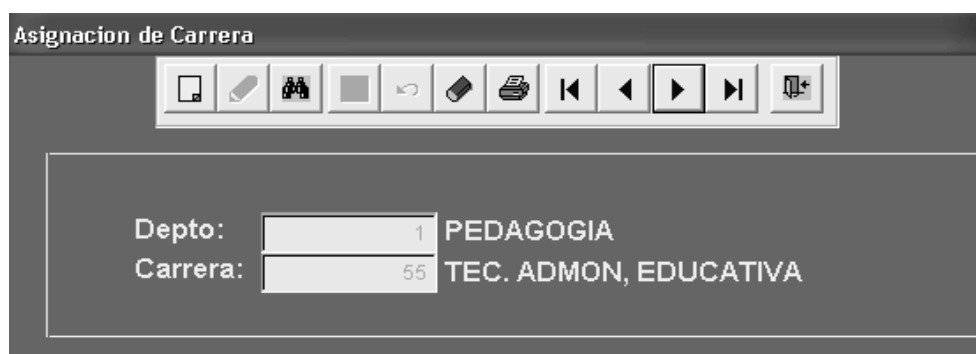 Asignacion de Carrera
Depto: 1 PEDAGOGIA
Carrera: 55 TEC. ADMON, EDUCATIVA